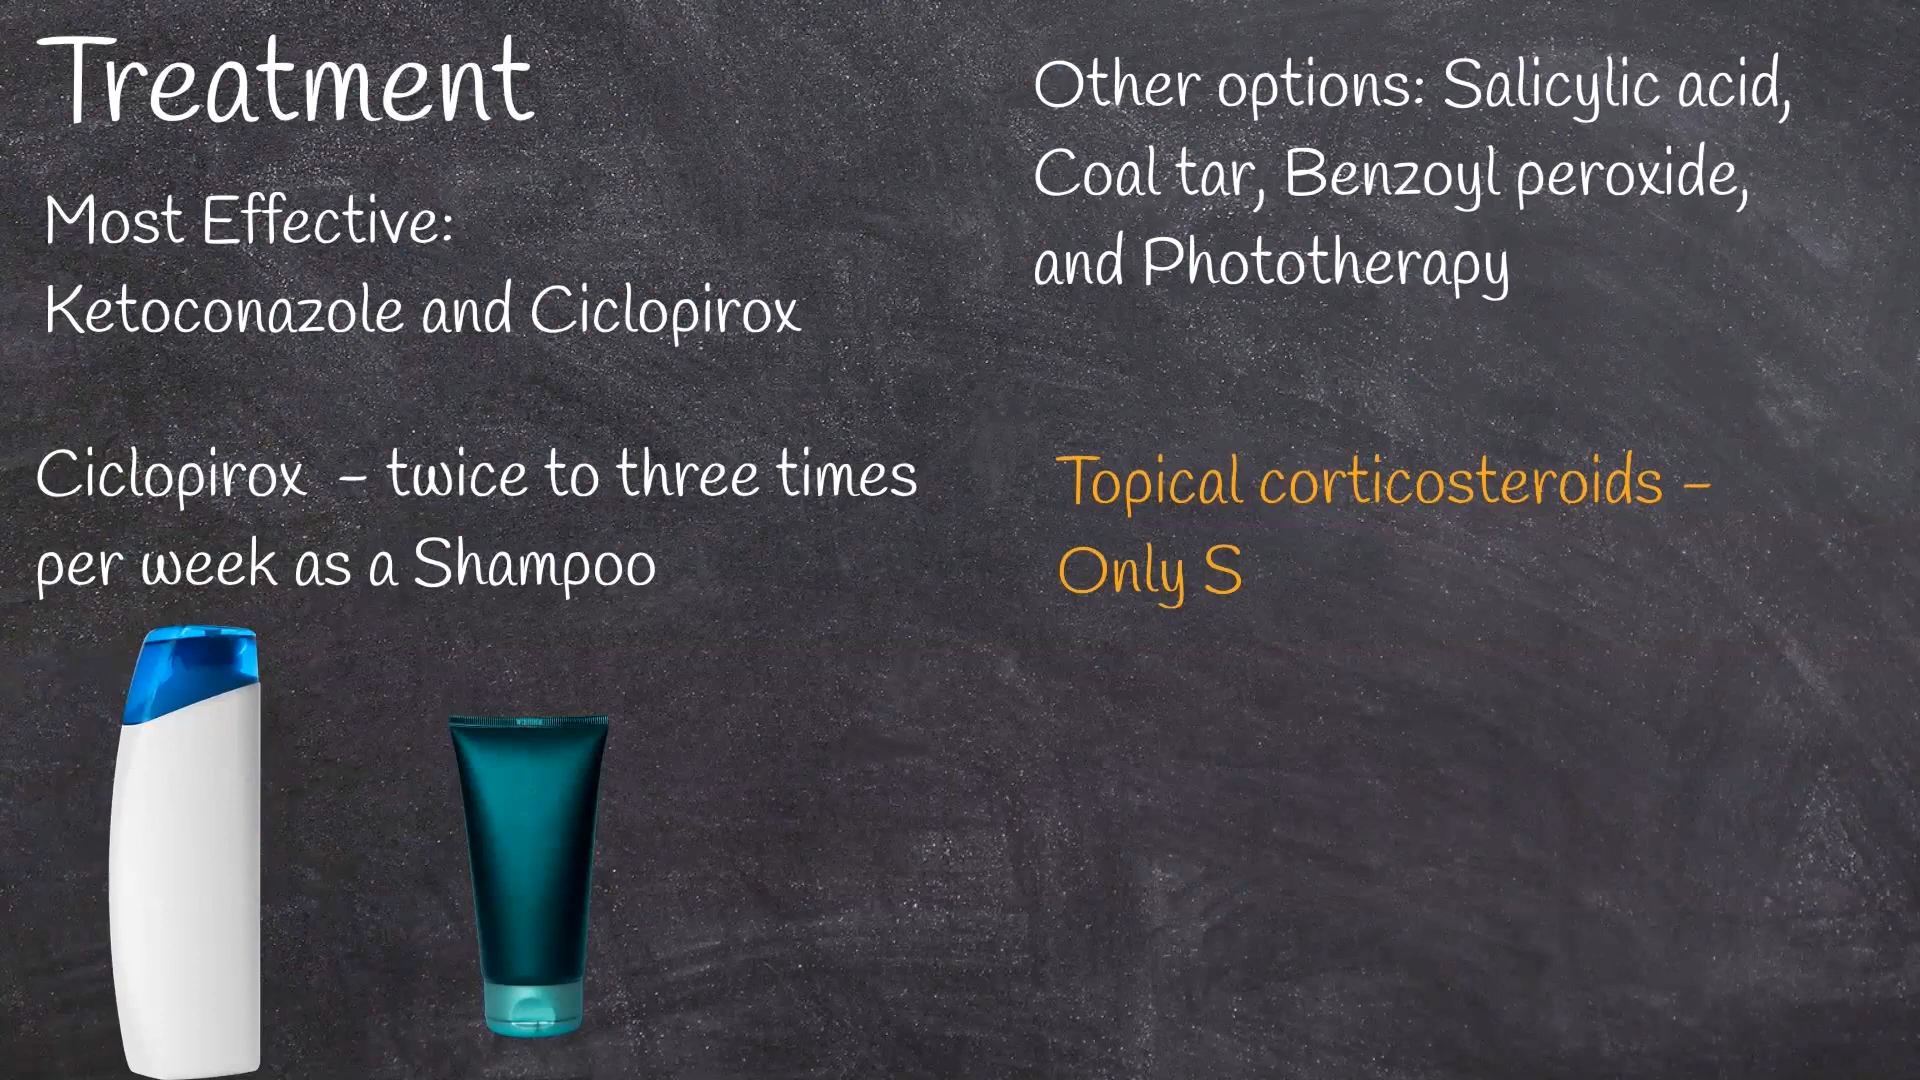 Treatment
Most Effective:
Ketoconazole and Ciclopirox
Ciclopirox - twice to three times
per week as a Shampoo
Other options: Salicylic acid,
Coal tar, Benzoyl peroxide,
and Phototherapy
Topical corticosteroids -
Only S